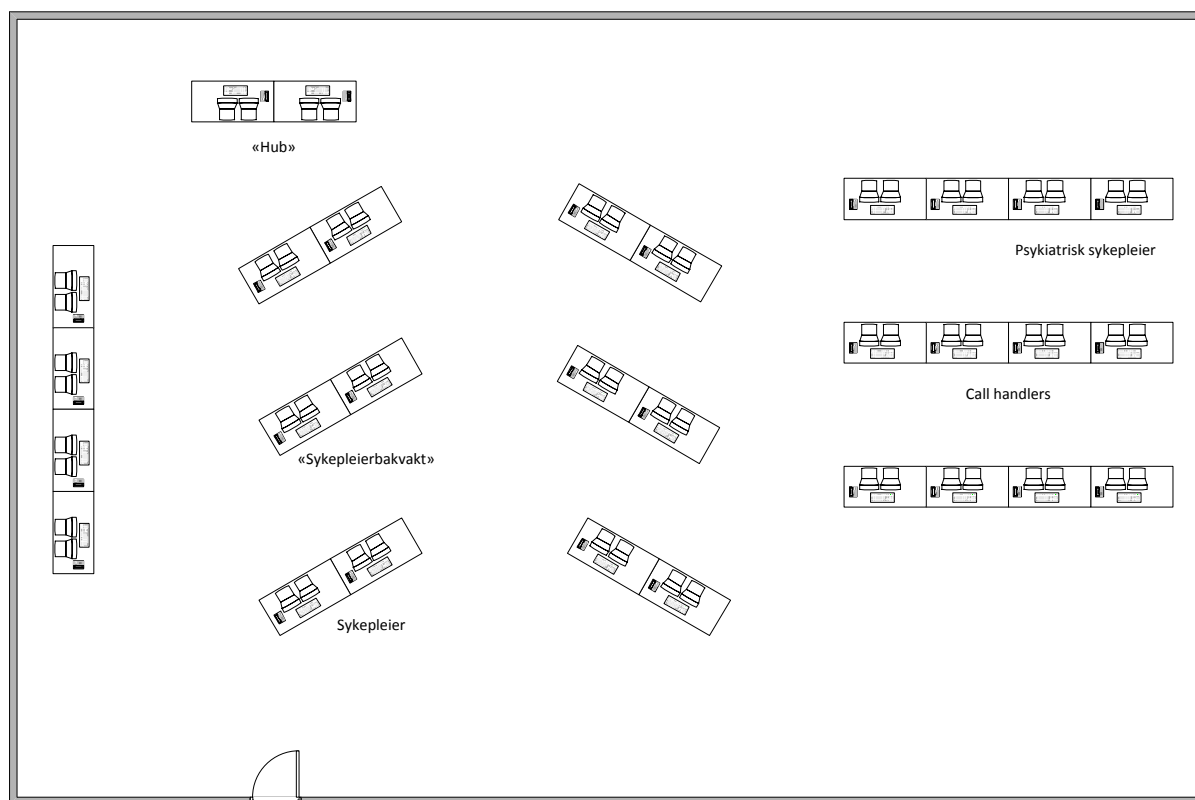 «Hub»
Psykiatrisk sykepleier
Call handlers
«Sykepleierbakvakt»
Sykepleier